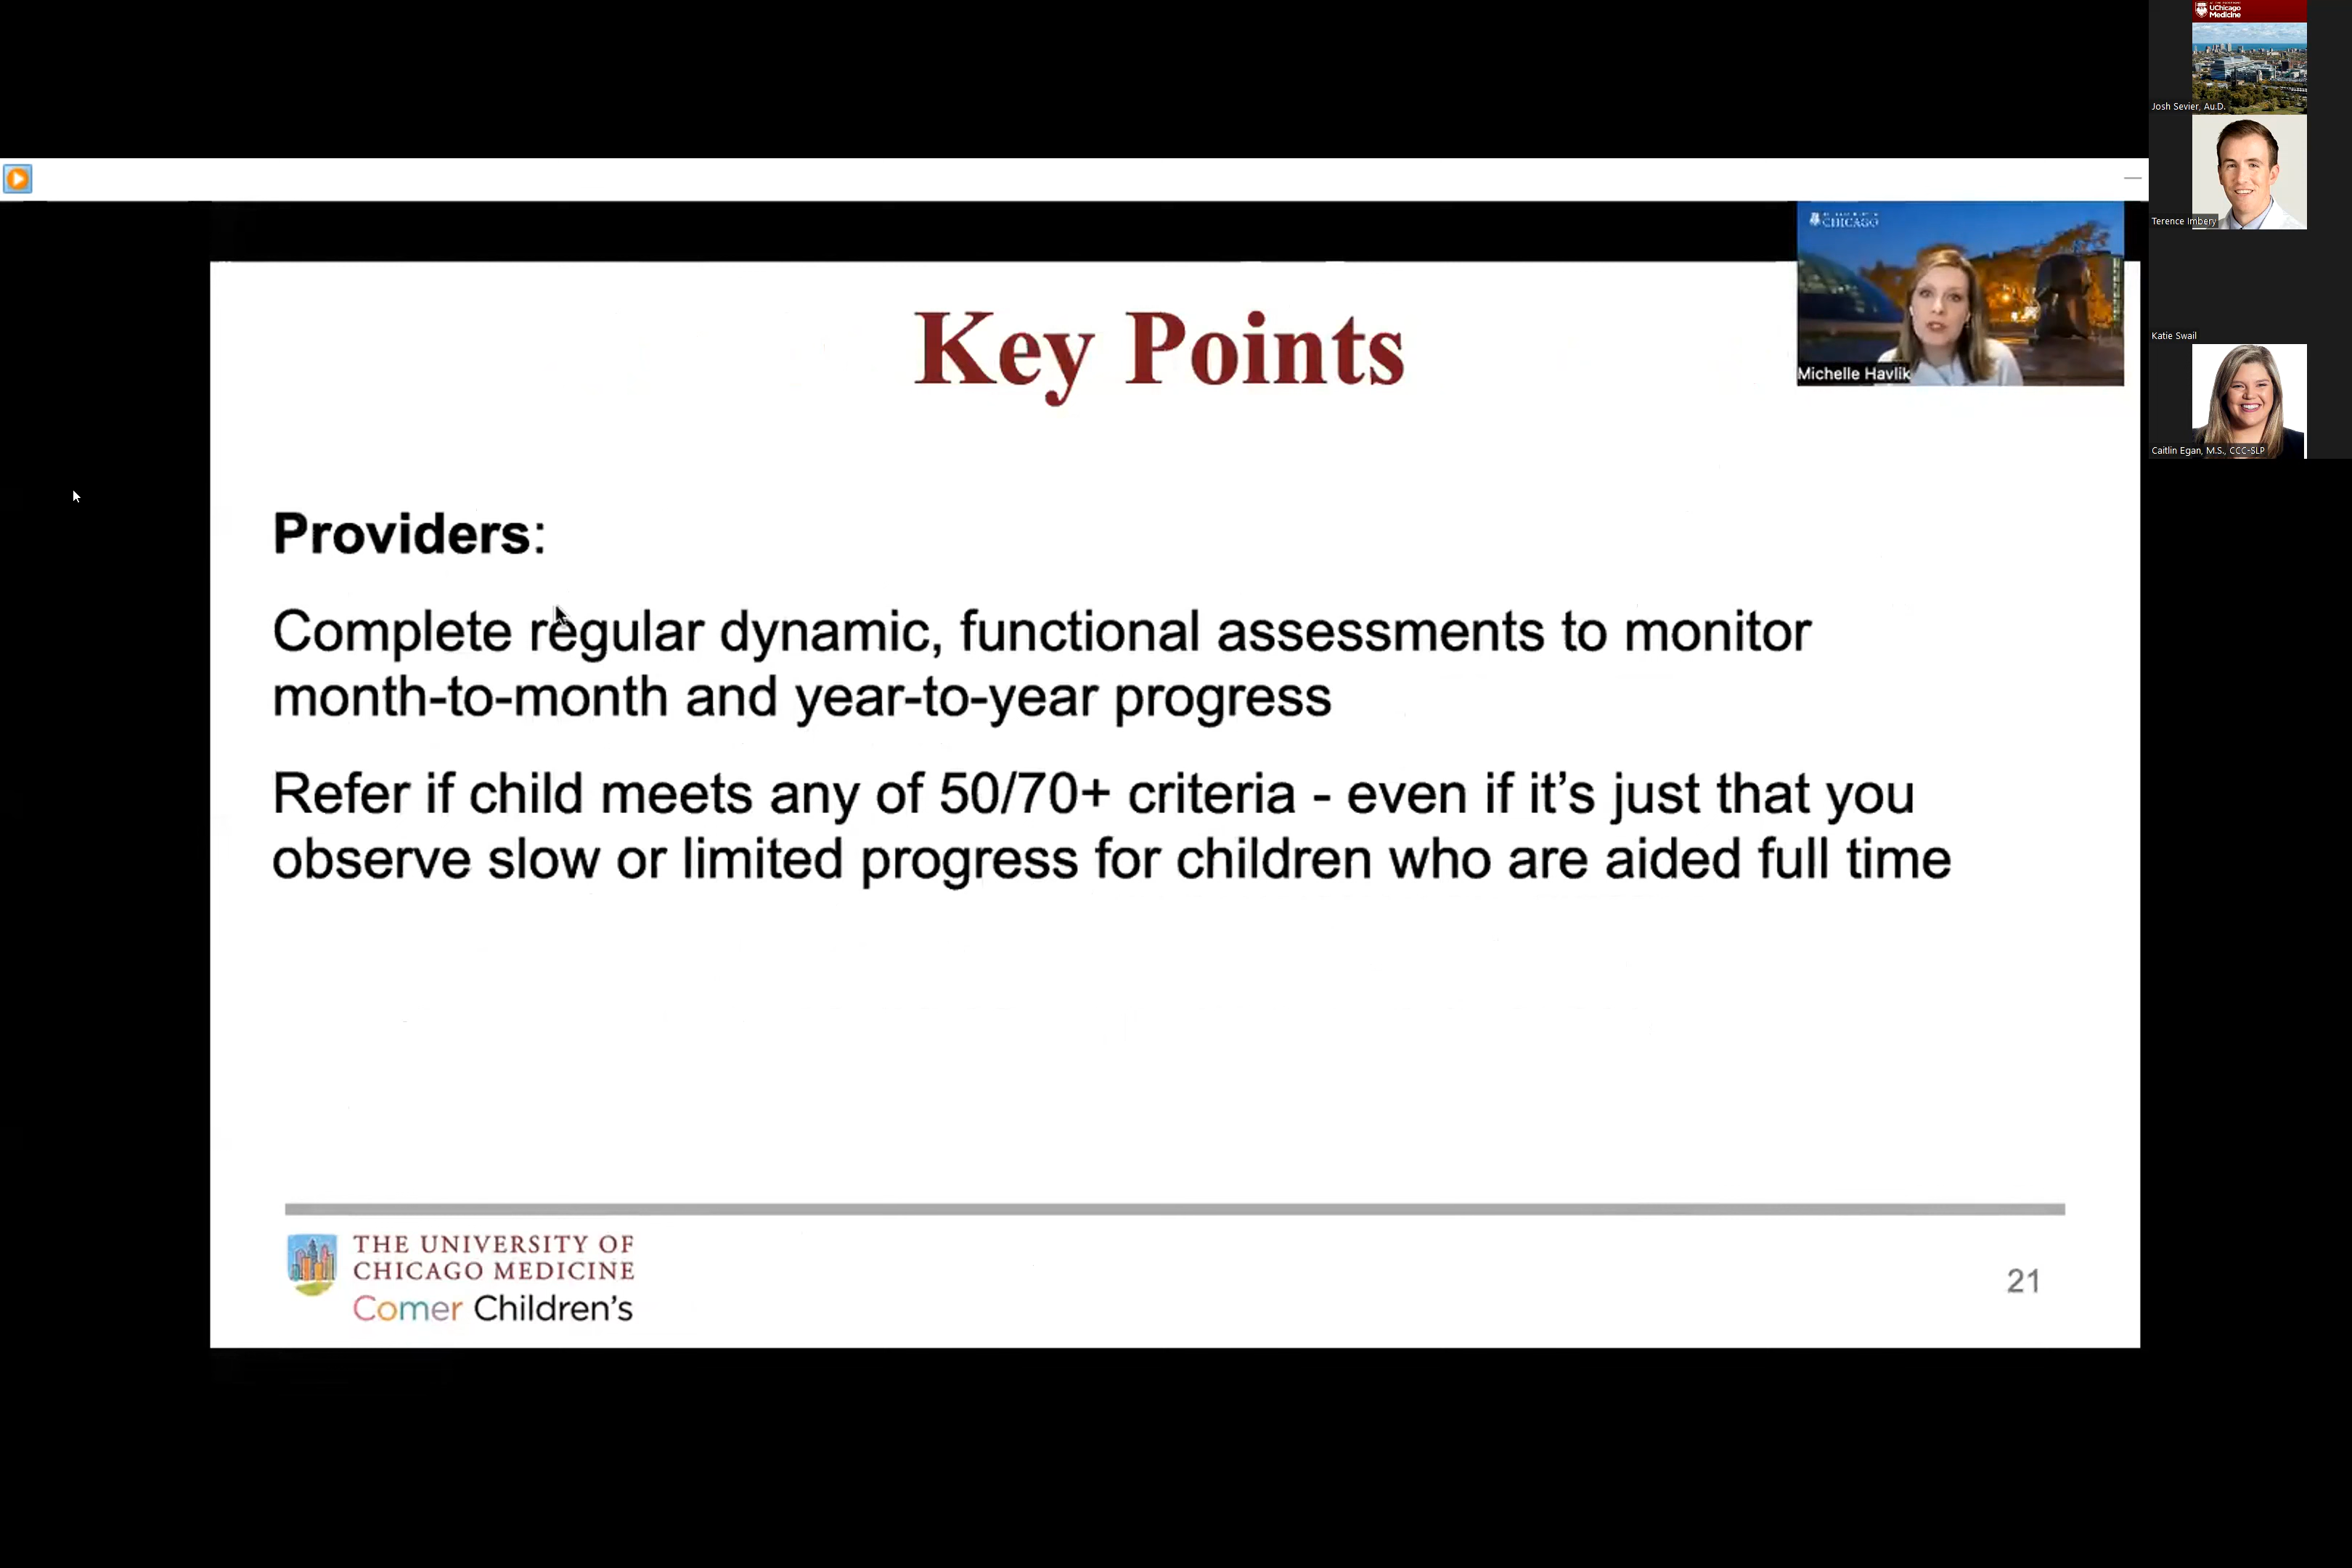 Key Points
Providers:
Complete regular dynamic, functional assessments to monitor
month-to-month and year-to-year progress
Refer if child meets any of 50/70+ criteria - even if it’s just that you
observe slow or limited progress for children who are aided full time
THE UNIVERSITY OF
CHICAGO MEDICINE
Comer Children’s
21
CHICAGO
Michelle Havlik
UChicago
Medicine
Josh Sevier, Au.D.
Terence Imbery
Katie Swail
Caitlin Egan, M.S., CCC-SLP